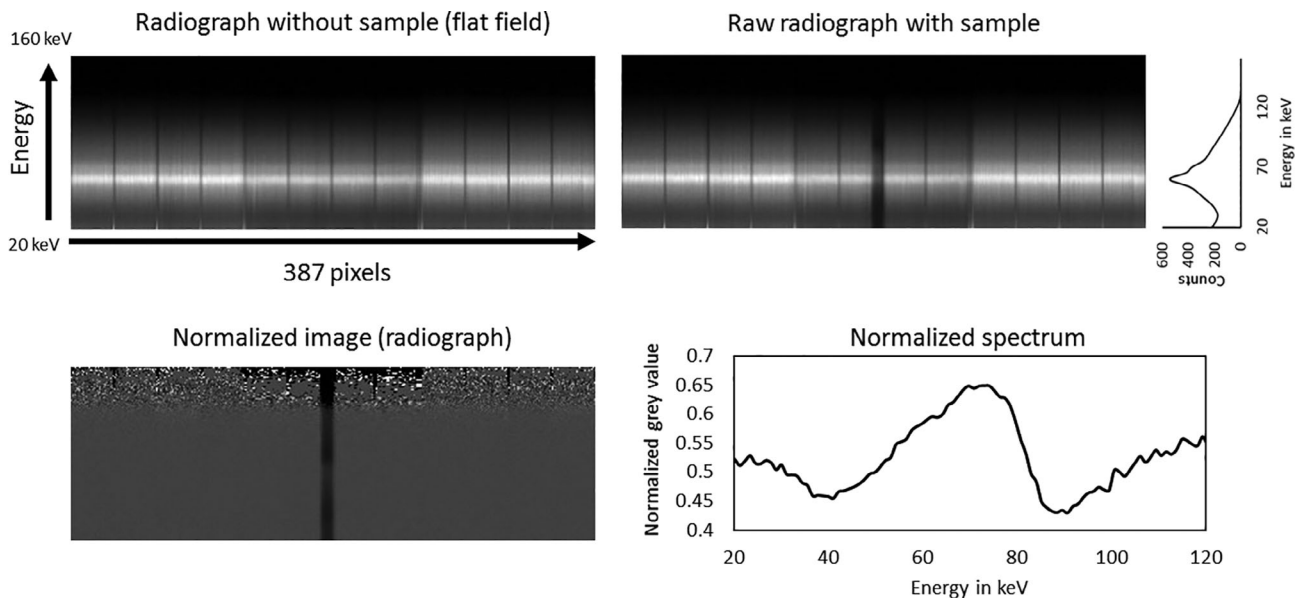 Radiograph without sample (flat field)
160 keV
Energy
20 keV
387 pixels
Raw radiograph with sample
120
70
20
Energy in keV
600
400
200
0
Counts
Normalized image (radiograph)
Normalized spectrum
Normalized grey value
0.7
0.65
0.6
0.55
0.5
0.45
0.4
20
40
60
80
100
120
Energy in keV